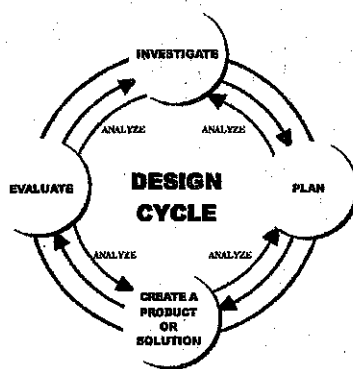 INVESTIGATE
ANALYZE
ANALYZE
EVALUATE
DESIGN
CYCLE
PLAN
ANALYZE
ANALYZE
CREATE A
PRODUCT
OR
SOLUTION